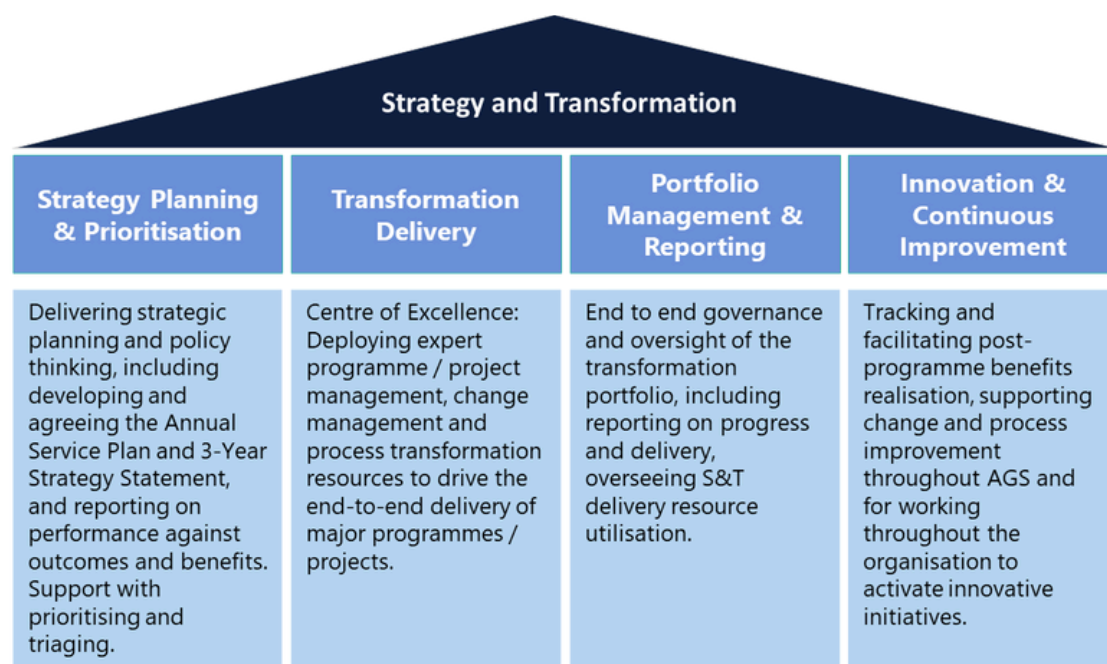 Strategy and Transformation
Strategy Planning
& Prioritisation
Transformation
Delivery
Portfolio
Management &
Reporting
Innovation &
Continuous
Improvement
Delivering strategic
planning and policy
thinking, including
developing and
agreeing the Annual
Service Plan and 3-Year
Strategy Statement,
and reporting on
performance against
outcomes and benefits.
Support with
prioritising and
triaging.
Centre of Excellence:
Deploying expert
programme / project
management, change
management and
process transformation
resources to drive the
end-to-end delivery of
major programmes /
projects.
End to end governance
and oversight of the
transformation
portfolio, including
reporting on progress
and delivery,
overseeing S&T
delivery resource
utilisation.
Tracking and
facilitating post-
programme benefits
realisation, supporting
change and process
improvement
throughout AGS and
for working
throughout the
organisation to
activate innovative
initiatives.